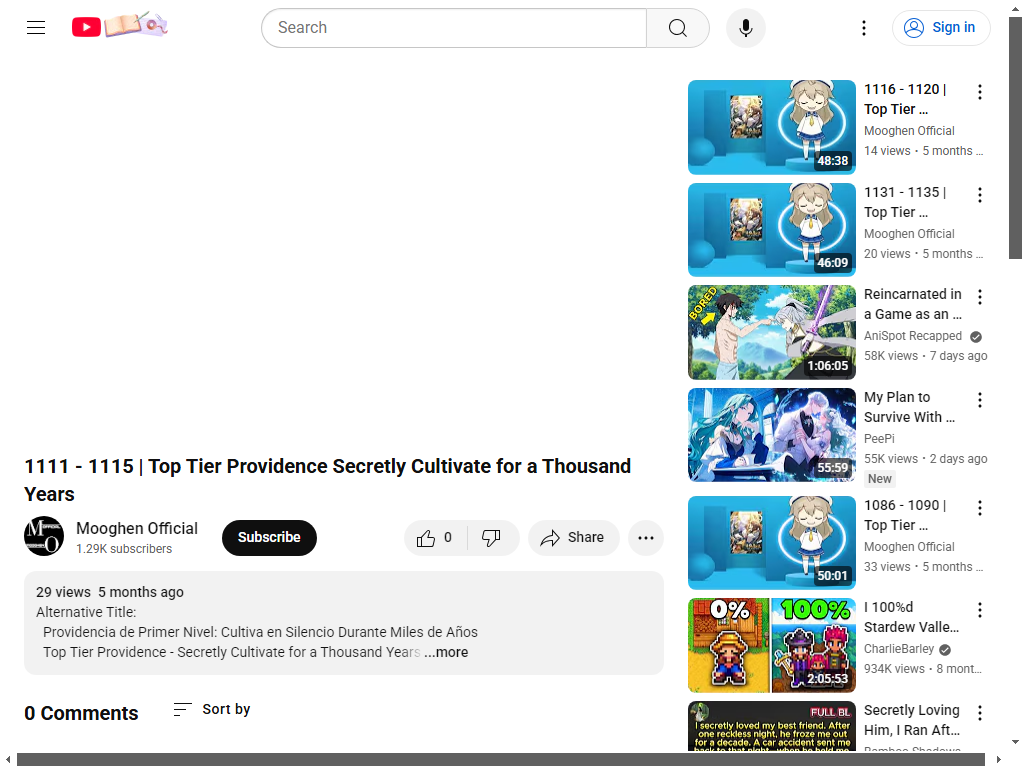 Search
Sign in
1111 - 1115 | Top Tier Providence Secretly Cultivate for a Thousand
Years
Mooghen Official
1.29K subscribers
Subscribe
0
Share
29 views 5 months ago
Alternative Title:
Providencia de Primer Nivel: Cultiva en Silencio Durante Miles de Años
Top Tier Providence - Secretly Cultivate for a Thousand Years ...more
0 Comments
Sort by
48:38
1116 - 1120 |
Top Tier ...
Mooghen Official
14 views • 5 months ...
46:09
1131 - 1135 |
Top Tier ...
Mooghen Official
20 views • 5 months ...
BORED
1:06:05
Reincarnated in
a Game as an ...
AniSpot Recapped
58K views • 7 days ago
55:59
My Plan to
Survive With ...
PeePi
55K views • 2 days ago
New
50:01
1086 - 1090 |
Top Tier ...
Mooghen Official
33 views • 5 months ...
0% 100%
2:05:53
I 100%d
Stardew Valle...
CharlieBarley
934K views • 8 mont...
FULL BL
I secretly loved my best friend. After
one reckless night, he froze me out
for a decade. A car accident sent me
Secretly Loving
Him, I Ran Aft...